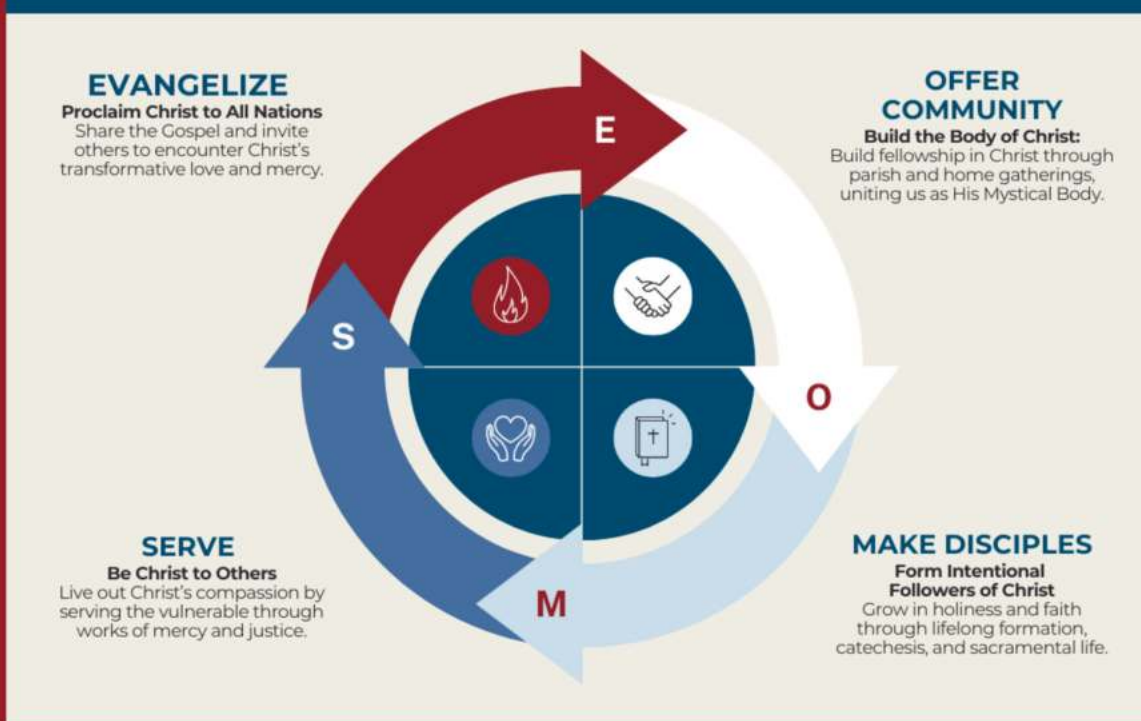 EVANGELIZE
Proclaim Christ to All Nations
Share the Gospel and invite
others to encounter Christ's
transformative love and mercy.
E
OFFER
COMMUNITY
Build the Body of Christ:
Build fellowship in Christ through
parish and home gatherings,
uniting us as His Mystical Body.
S
O
SERVE
Be Christ to Others
Live out Christ's compassion by
serving the vulnerable through
works of mercy and justice.
M
MAKE DISCIPLES
Form Intentional
Followers of Christ
Grow in holiness and faith
through lifelong formation,
catechesis, and sacramental life.